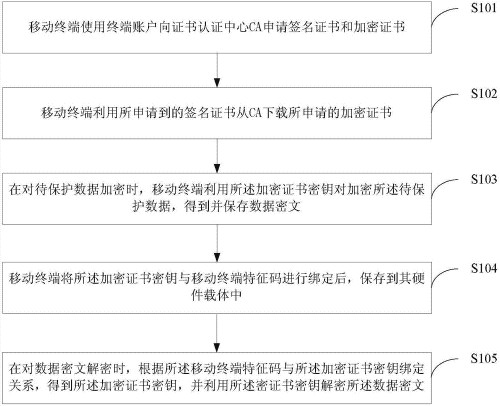 移动终端使用终端账户向证书认证中心CA申请签名证书和加密证书
S101
移动终端利用所申请到的签名证书从CA下载所申请的加密证书
S102
在对待保护数据加密时，移动终端利用所述加密证书密钥对加密所述待保
护数据，得到并保存数据密文
S103
移动终端将所述加密证书密钥与移动终端特征码进行绑定后，保存到其硬
件载体中
S104
在对数据密文解密时，根据所述移动终端特征码与所述加密证书密钥绑定
关系，得到所述加密证书密钥，并利用所述密证书密钥解密所述数据密文
S105